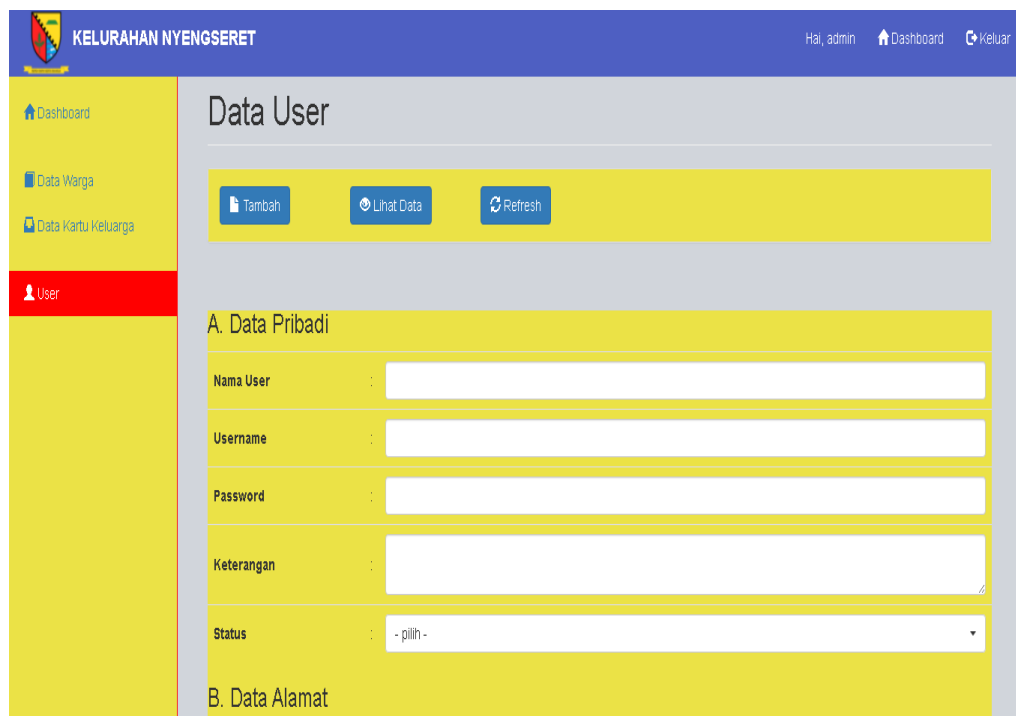 KELURAHAN NYENGSERET
Hai, admin Dashboard Keluar
Dashboard
Data Warga
Data Kartu Keluarga
User
Data User
Tambah Lihat Data Refresh
A. Data Pribadi
Nama User :
Username :
Password :
Keterangan :
Status : - pilih -
B. Data Alamat